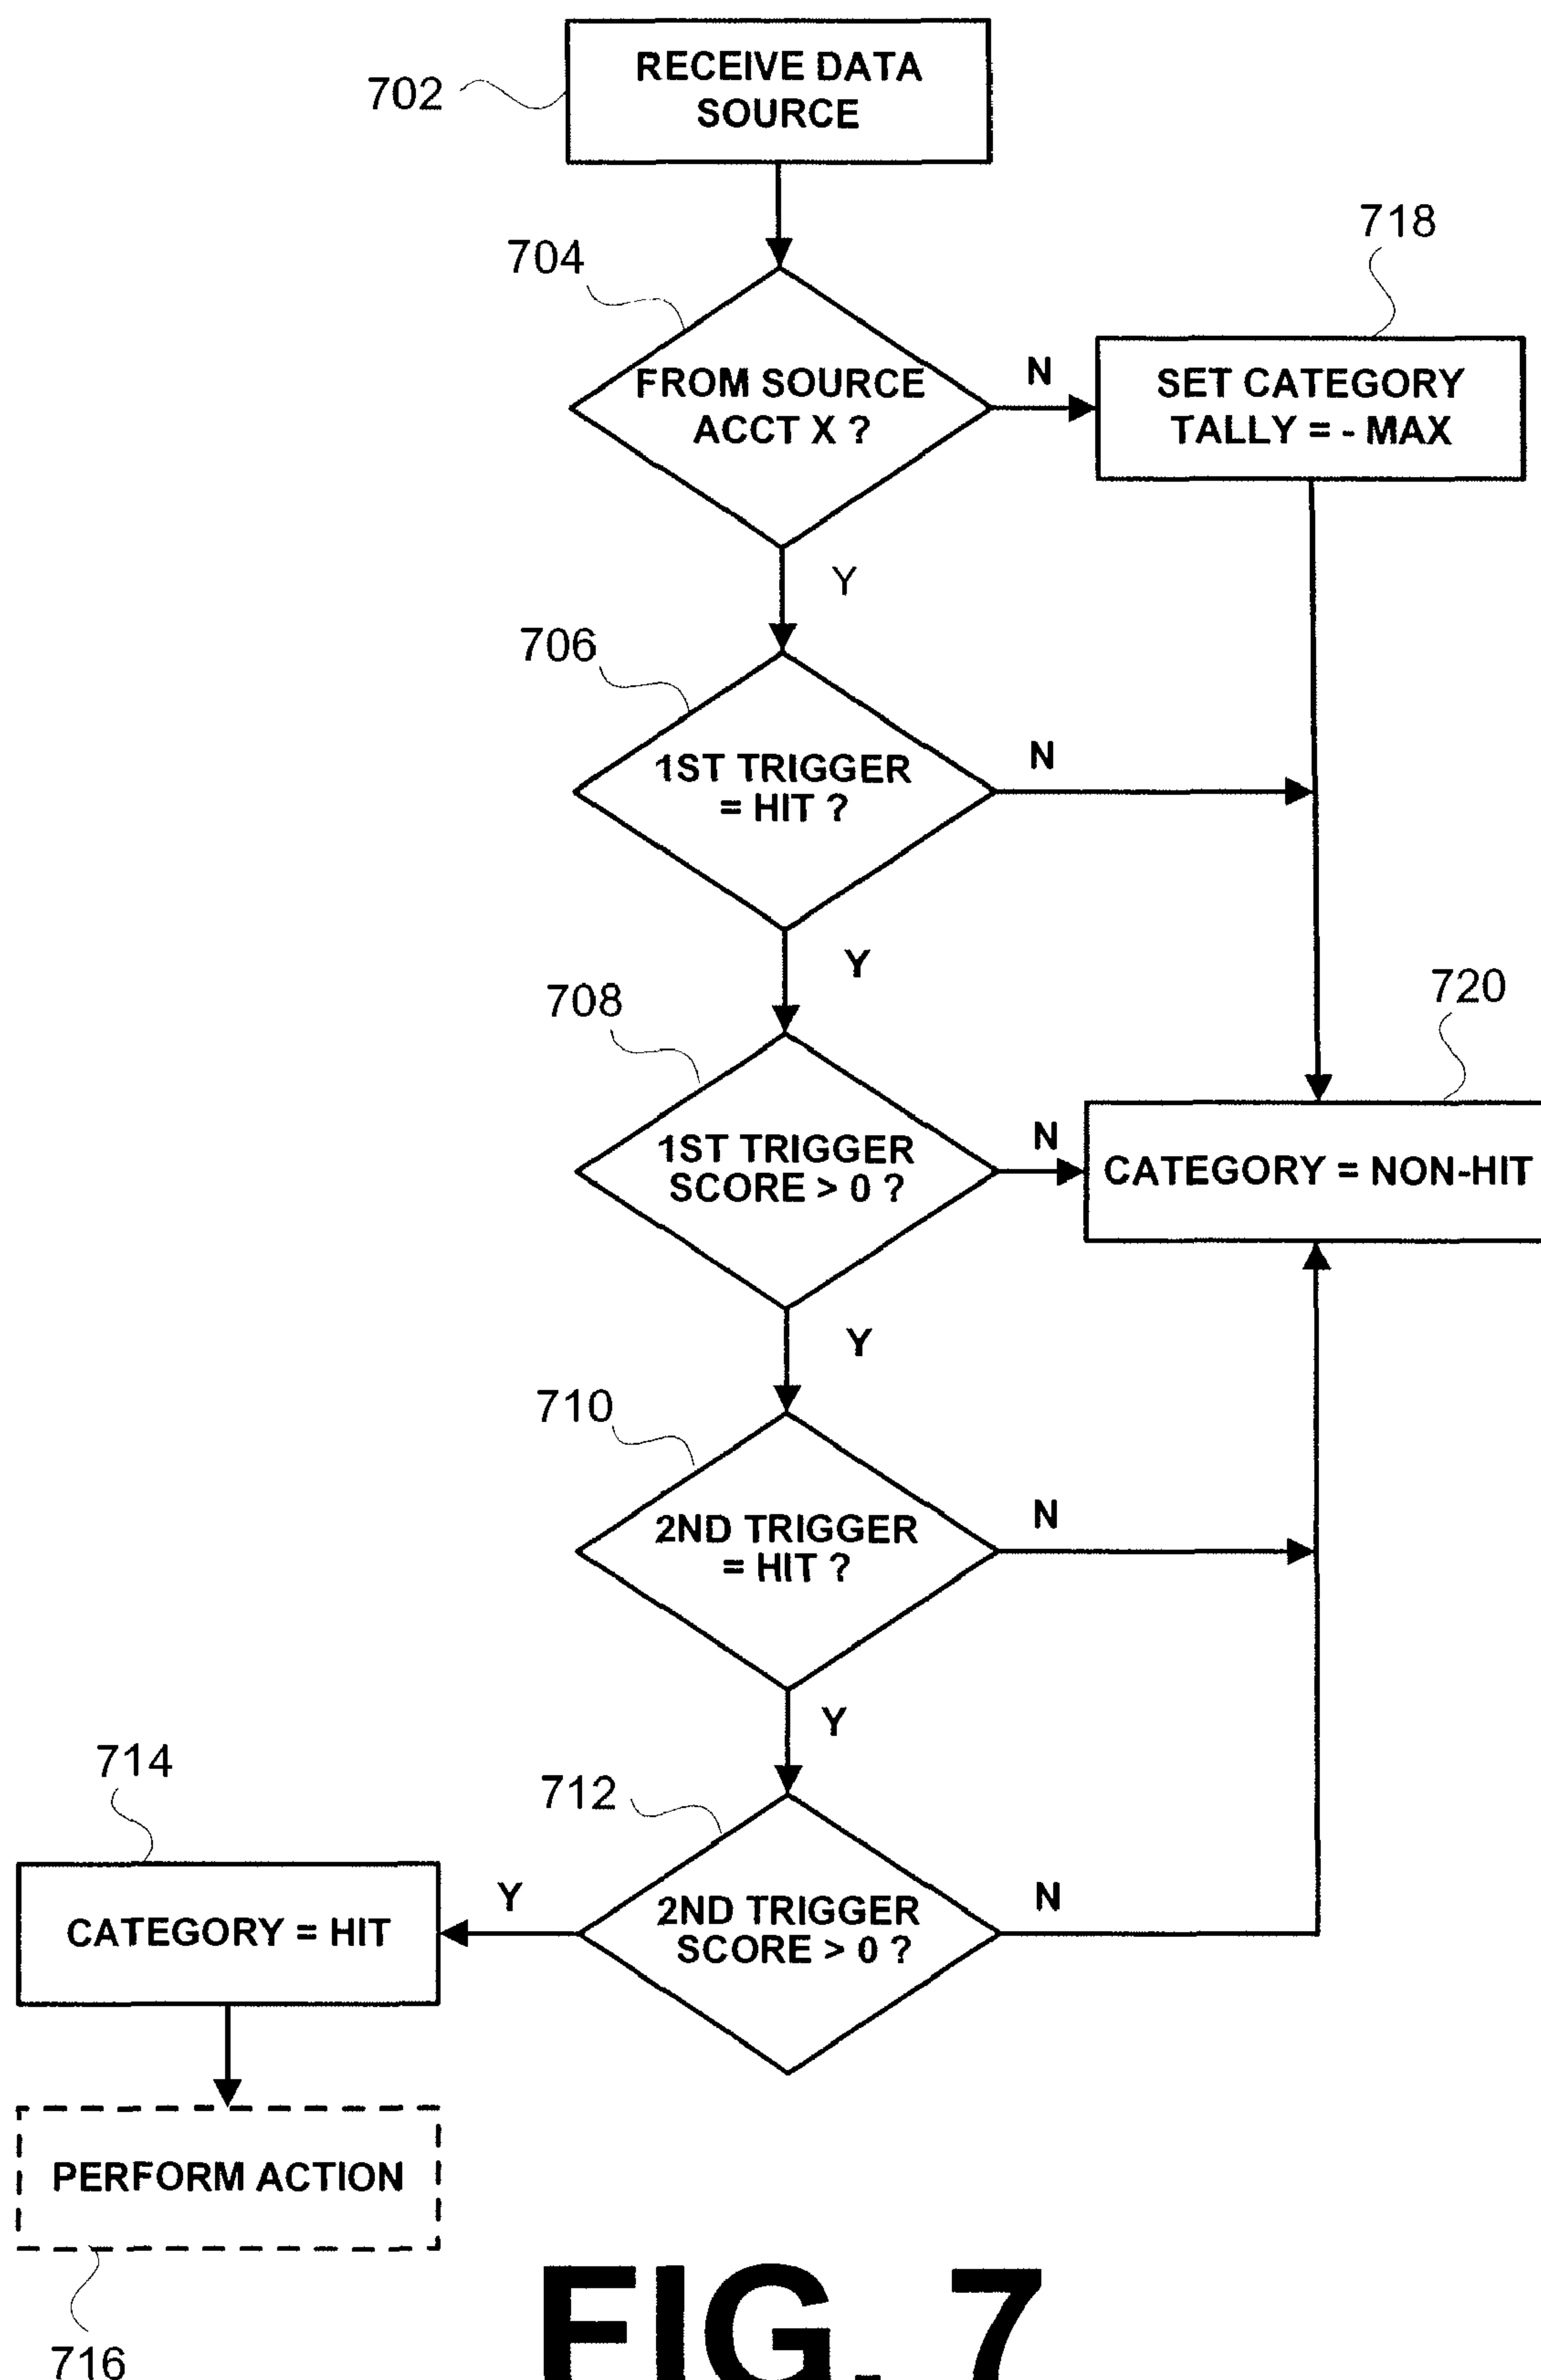 RECEIVE DATA
SOURCE
702
704
718
FROM SOURCE
ACCT X ?
N
SET CATEGORY
TALLY = - MAX
Y
706
1ST TRIGGER
= HIT ?
N
Y
708
720
1ST TRIGGER
SCORE > 0 ?
N
CATEGORY = NON-HIT
Y
710
2ND TRIGGER
= HIT ?
N
Y
714
712
CATEGORY = HIT
Y
2ND TRIGGER
SCORE > 0 ?
N
PERFORM ACTION
716
FIG. 7